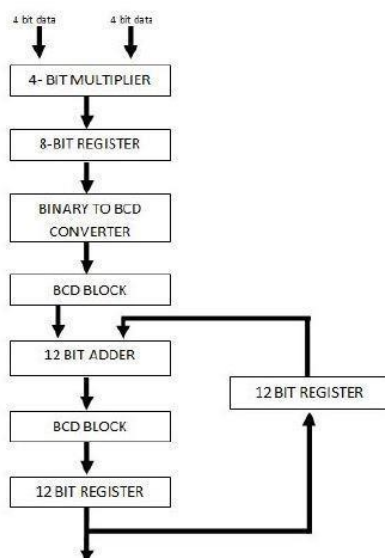 4 bit data
4 bit data
4- BIT MULTIPLIER
8-BIT REGISTER
BINARY TO BCD
CONVERTER
BCD BLOCK
12 BIT ADDER
12 BIT REGISTER
BCD BLOCK
12 BIT REGISTER